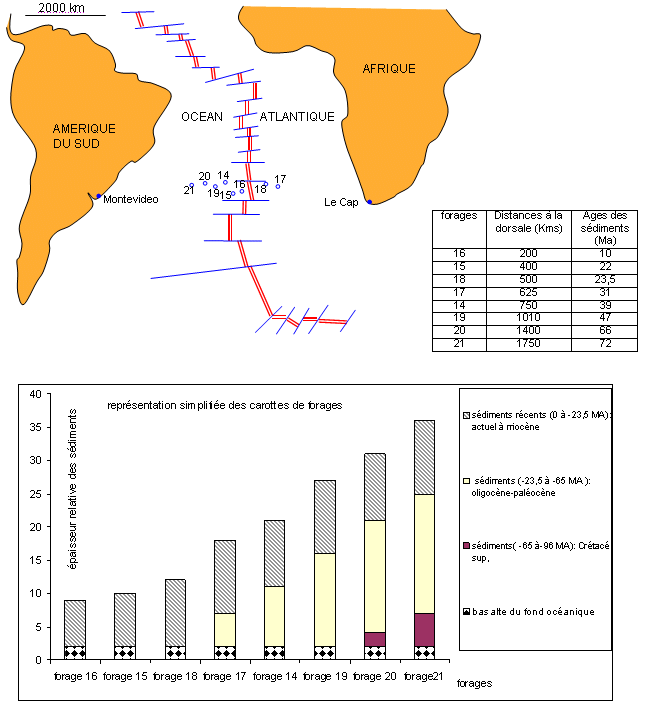 2000 km
AFRIQUE
OCEAN
ATLANTIQUE
AMERIQUE
DU SUD
20
14
21
19
15
16
18
17
Montevideo
Le Cap
forages
Distances à la
dorsale (Kms)
Ages des
sédiments
(Ma)
16 200 10
15 400 22
18 500 23,5
17 625 31
14 750 39
19 1010 47
20 1400 66
21 1750 72
représentation simplifiée des carottes de forages
épaisseur relative des sédiments
40
35
30
25
20
15
10
5
0
forage 16
forage 15
forage 18
forage 17
forage 14
forage 19
forage 20
forage21
forages
sédiments récents (0 à -23,5 MA):
actuel à miocène
sédiments (-23,5 à -65 MA ):
oligocène-paléocène
sédiments( -65 à-96 MA): Crétacé
sup,
basalte du fond océanique